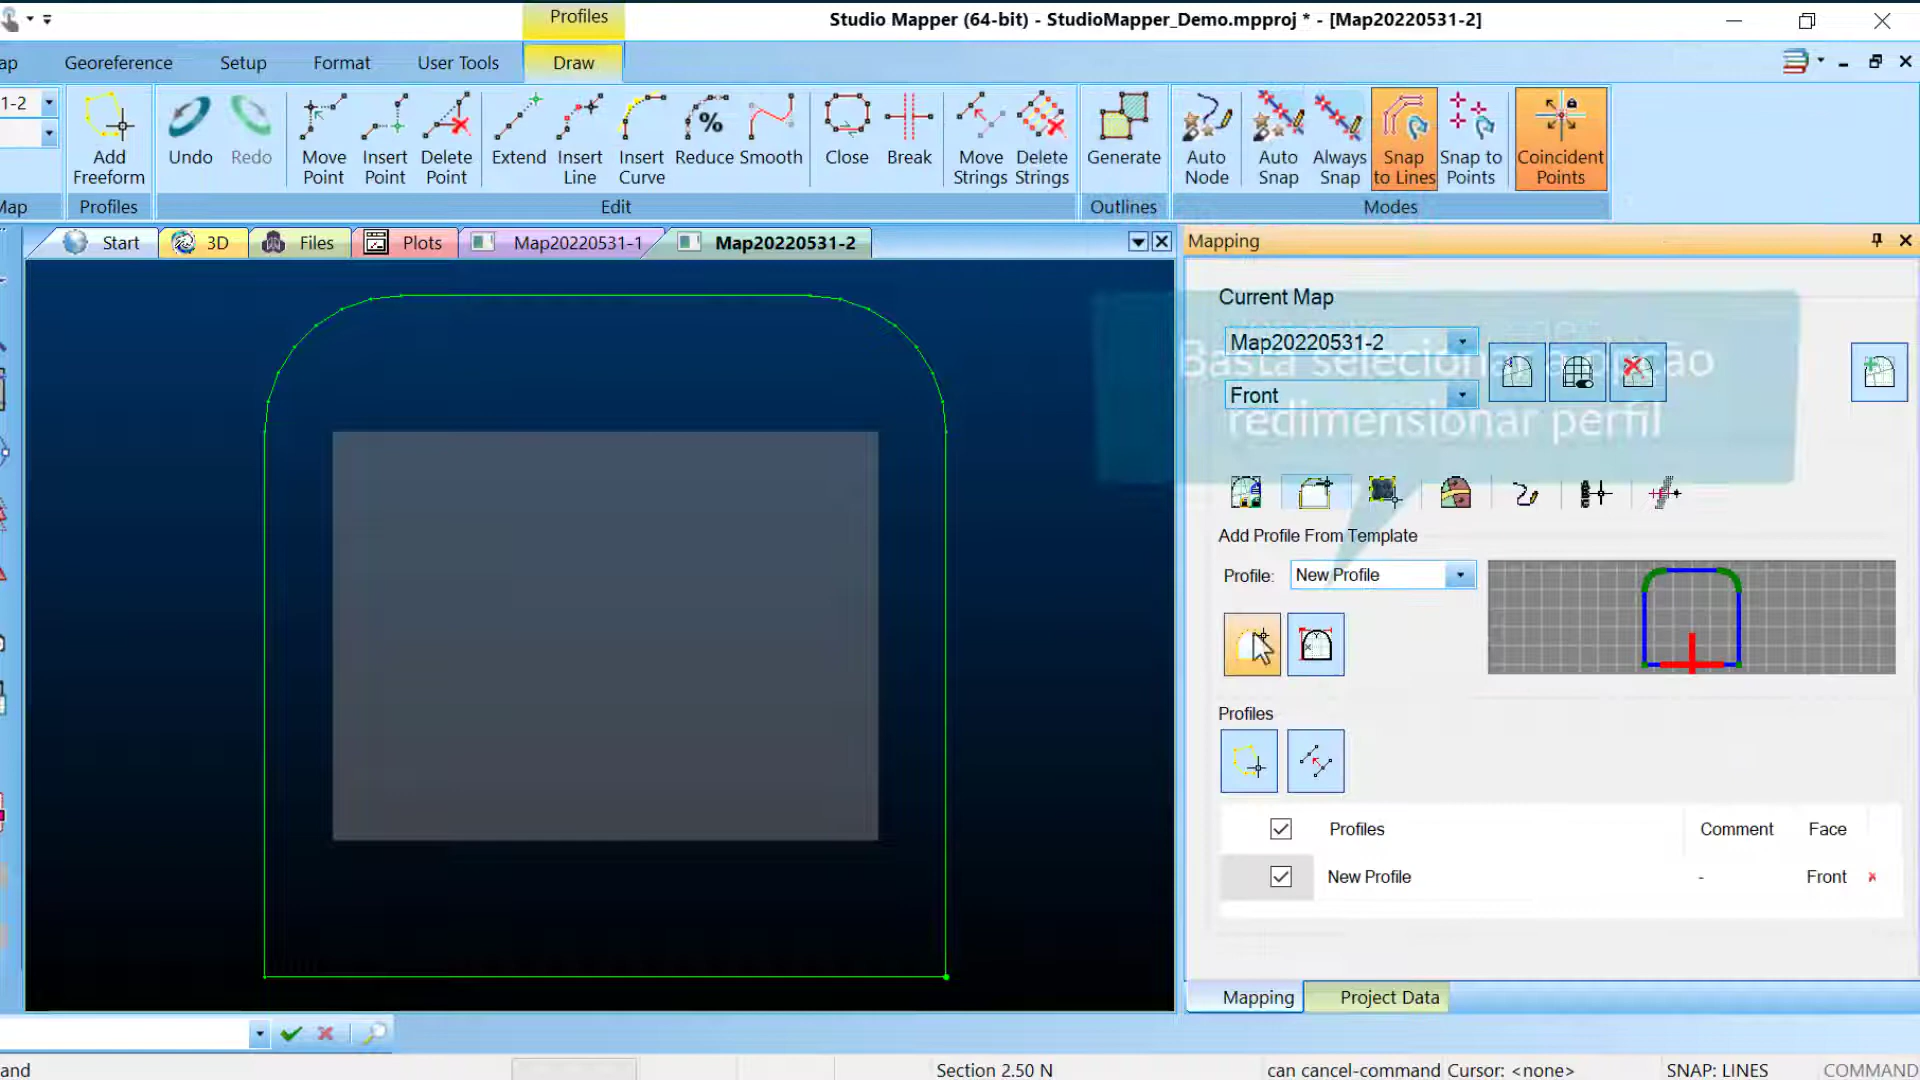 Profiles
Studio Mapper (64-bit) - StudioMapper_Demo.mpproj * - [Map20220531-2]
ap
Georeference
Setup
Format
User Tools
Draw
1-2
Add Freeform
Undo
Redo
Move Point
Insert Point
Delete Point
Extend
Insert Line
Insert Curve
Reduce
Smooth
Close
Break
Move Strings
Delete Strings
Generate
Auto Node
Auto Snap
Always Snap
Snap to Lines
Snap to Points
Coincident Points
Map
Profiles
Edit
Outlines
Modes
Start
3D
Files
Plots
Map20220531-1
Map20220531-2
Mapping
Current Map
Map20220531-2
Front
Basta selecionar a opção
redimensionar perfil
Add Profile From Template
Profile:
New Profile
Profiles
Profiles
Comment
Face
New Profile
-
Front
Mapping
Project Data
and
Section 2.50 N
can cancel-command
Cursor: <none>
SNAP: LINES
COMMAND